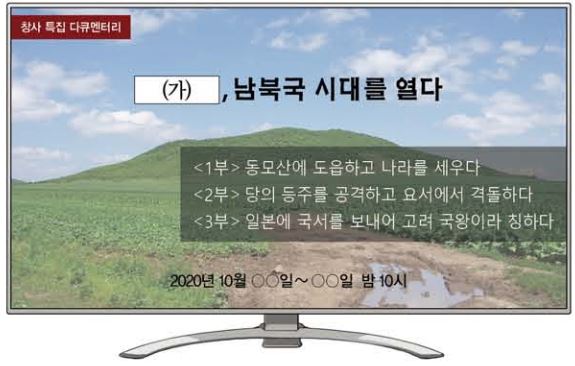 창사 특집 다큐멘터리
(가) , 남북국 시대를 열다
<1부> 동모산에 도읍하고 나라를 세우다
<2부> 당의 등주를 공격하고 요서에서 격돌하다
<3부> 일본에 국서를 보내어 고려 국왕이라 칭하다
2020년 10월 ○○일~○○일 밤 10시